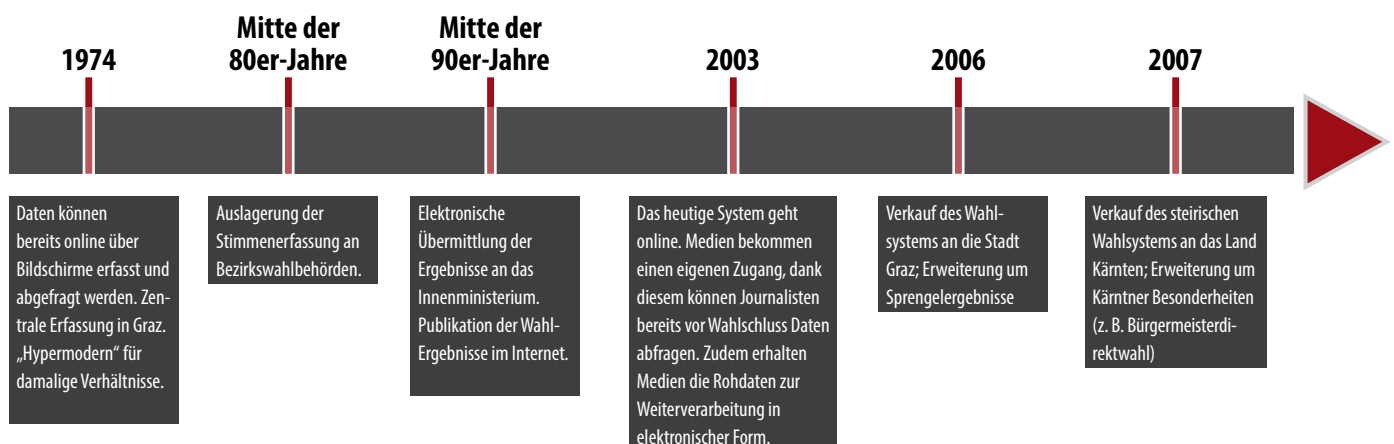 1974
Daten können
bereits online über
Bildschirme erfasst und
abgefragt werden. Zen-
trale Erfassung in Graz.
„Hypermodern“ für
damalige Verhältnisse.
Mitte der
80er-Jahre
Auslagerung der
Stimmenerfassung an
Bezirkswahlbehörden.
Mitte der
90er-Jahre
Elektronische
Übermittlung der
Ergebnisse an das
Innenministerium.
Publikation der Wahl-
Ergebnisse im Internet.
2003
Das heutige System geht
online. Medien bekommen
einen eigenen Zugang, dank
diesem können Journalisten
bereits vor Wahlschluss Daten
abfragen. Zudem erhalten
Medien die Rohdaten zur
Weiterverarbeitung in
elektronischer Form.
2006
Verkauf des Wahl-
systems an die Stadt
Graz; Erweiterung um
Sprengelergebnisse
2007
Verkauf des steirischen
Wahlsystems an das Land
Kärnten; Erweiterung um
Kärntner Besonderheiten
(z. B. Bürgermeisterdi-
rektwahl)